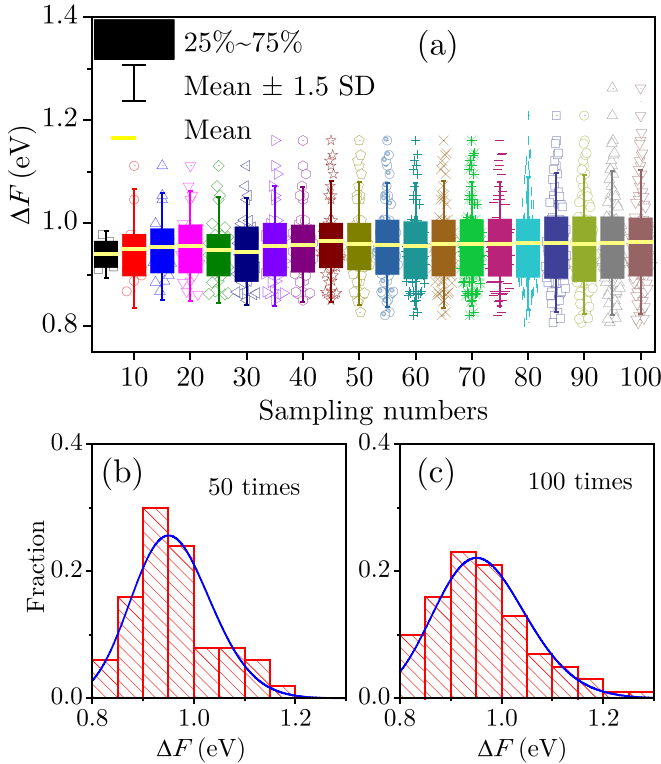 1.4
1.2
1.0
0.8
ΔF (eV)
25%~75%
Mean ± 1.5 SD
Mean
(a)
10 20 30 40 50 60 70 80 90 100
Sampling numbers
0.4
0.2
0.0
Fraction
(b)
50 times
0.8 1.0 1.2
ΔF (eV)
0.4
0.2
0.0
(c)
100 times
0.8 1.0 1.2
ΔF (eV)